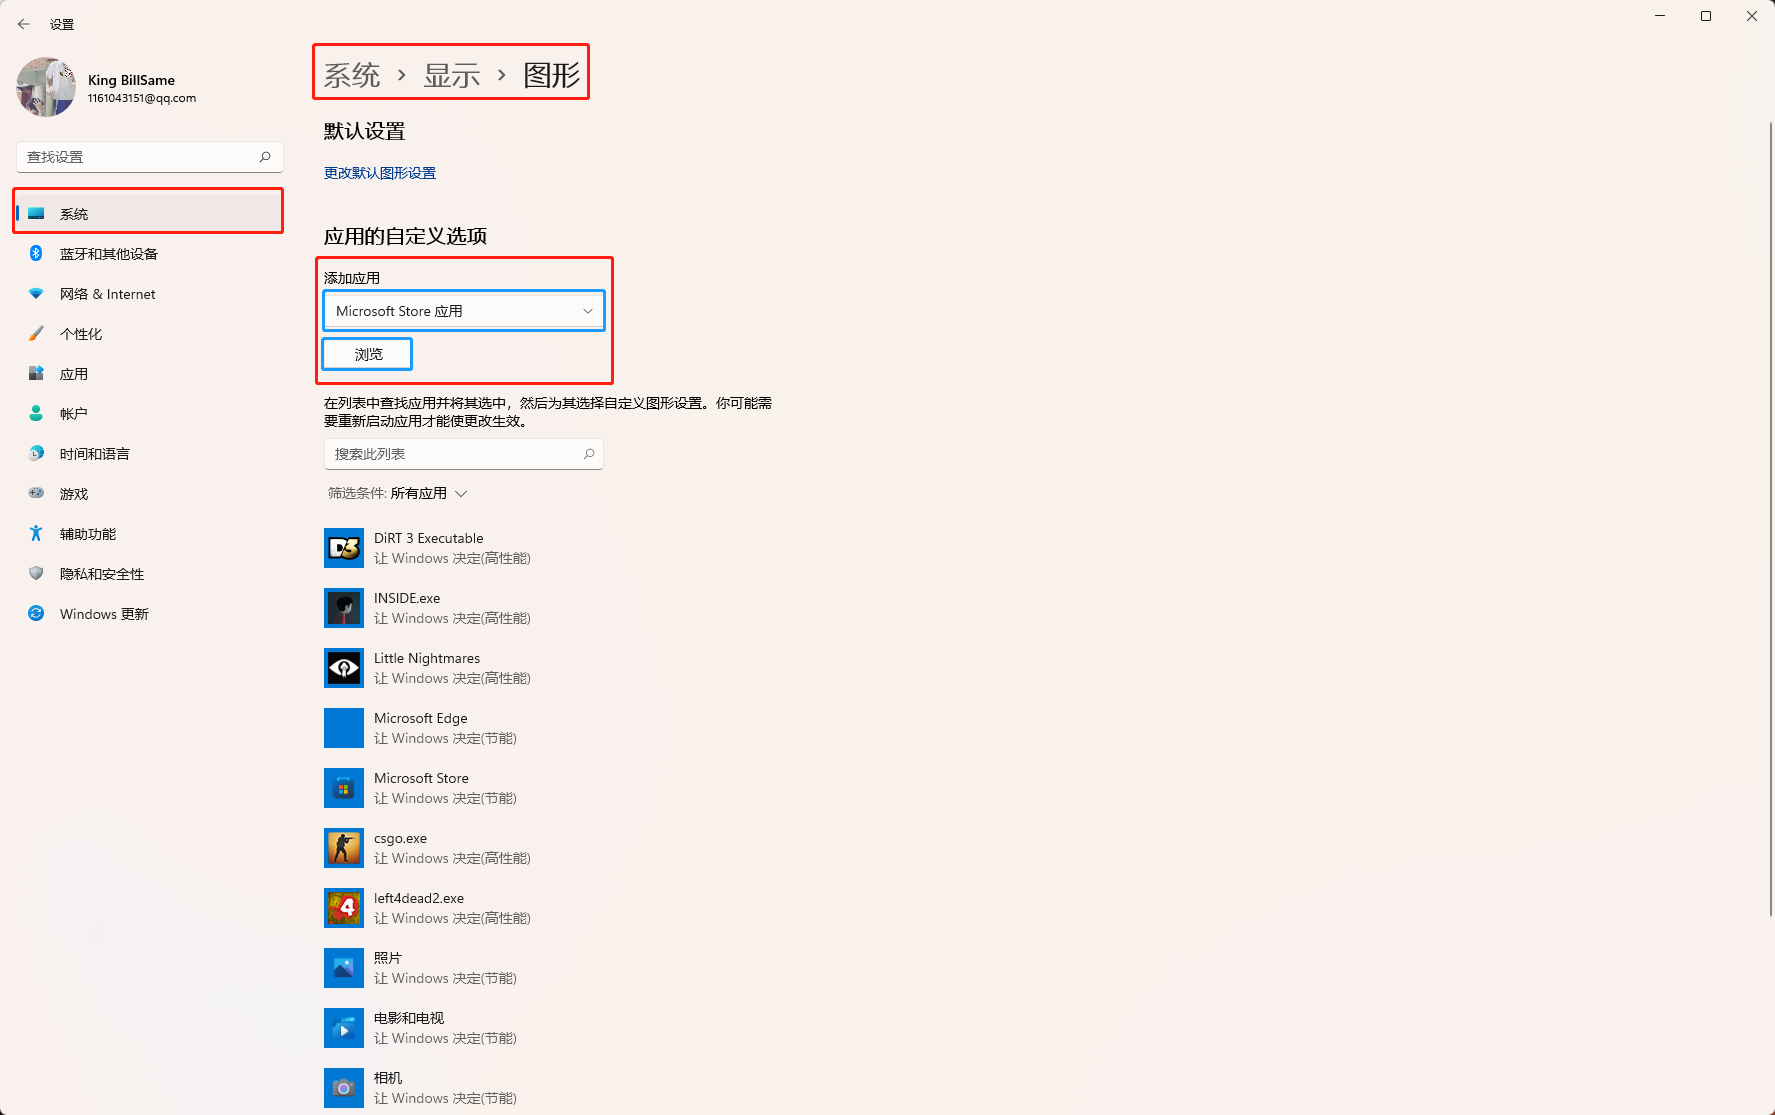 设置
King BillSame
1161043151@qq.com
查找设置
系统
蓝牙和其他设备
网络 & Internet
个性化
应用
帐户
时间和语言
游戏
辅助功能
隐私和安全性
Windows 更新
系统 › 显示 › 图形
默认设置
更改默认图形设置
应用的自定义选项
添加应用
Microsoft Store 应用
浏览
在列表中查找应用并将其选中，然后为其选择自定义图形设置。你可能需
要重新启动应用才能使更改生效。
搜索此列表
筛选条件: 所有应用
DiRT 3 Executable
让 Windows 决定(高性能)
INSIDE.exe
让 Windows 决定(高性能)
Little Nightmares
让 Windows 决定(高性能)
Microsoft Edge
让 Windows 决定(节能)
Microsoft Store
让 Windows 决定(节能)
csgo.exe
让 Windows 决定(高性能)
left4dead2.exe
让 Windows 决定(高性能)
照片
让 Windows 决定(节能)
电影和电视
让 Windows 决定(节能)
相机
让 Windows 决定(节能)